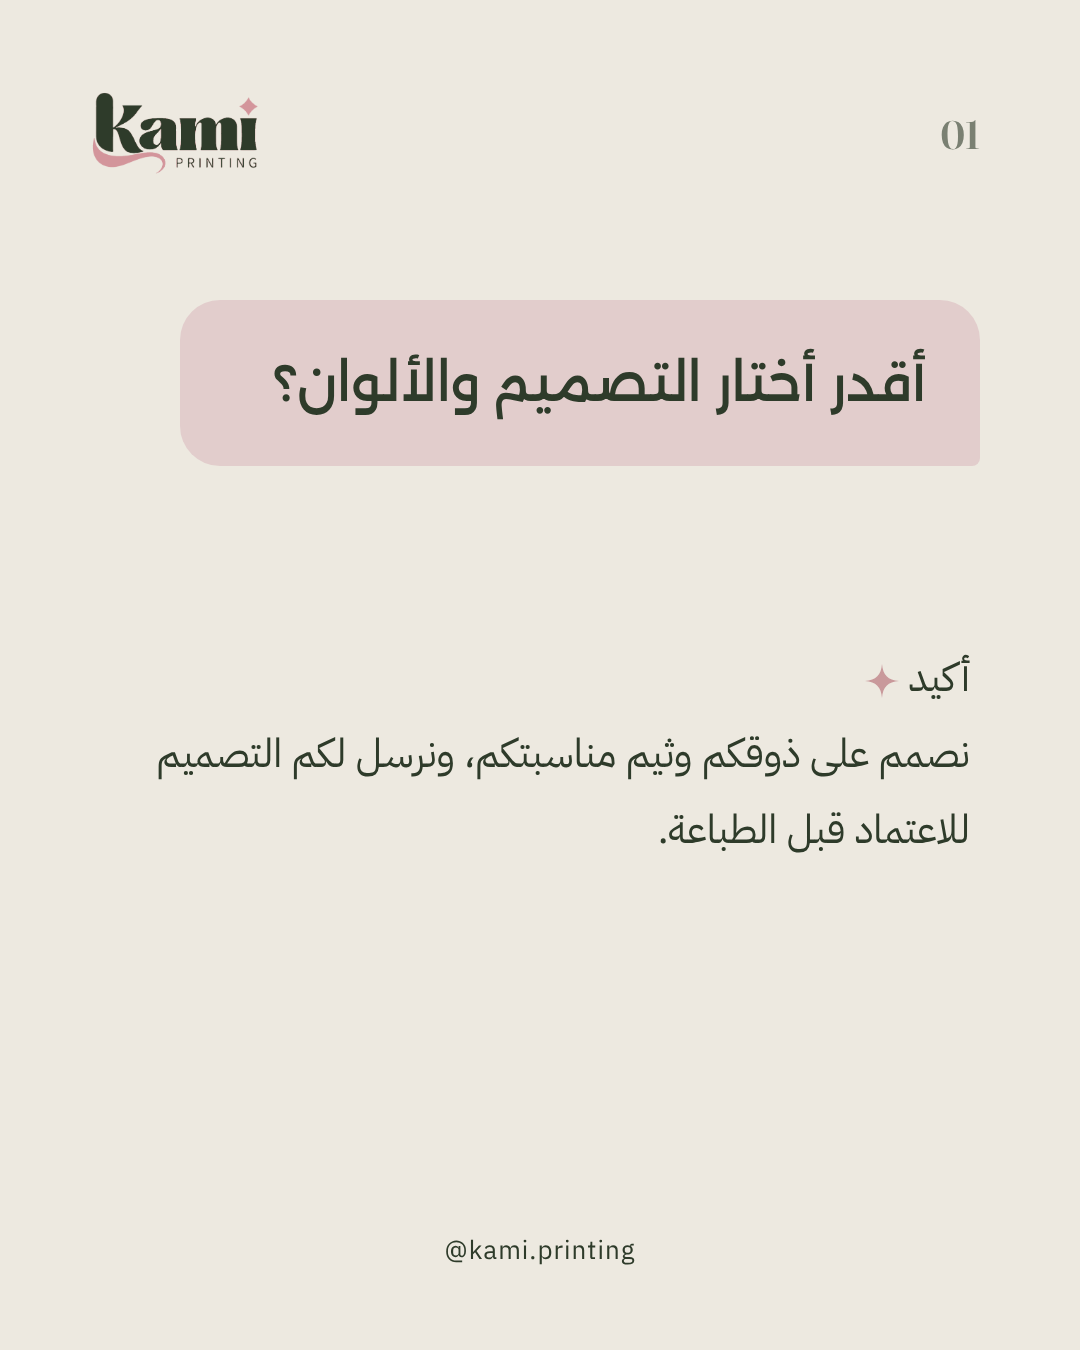 Kami
PRINTING
01
أقدر أختار التصميم والألوان؟
أكيد
نصمم على ذوقكم وثيم مناسبتكم، ونرسل لكم التصميم
للاعتماد قبل الطباعة.
@kami.printing